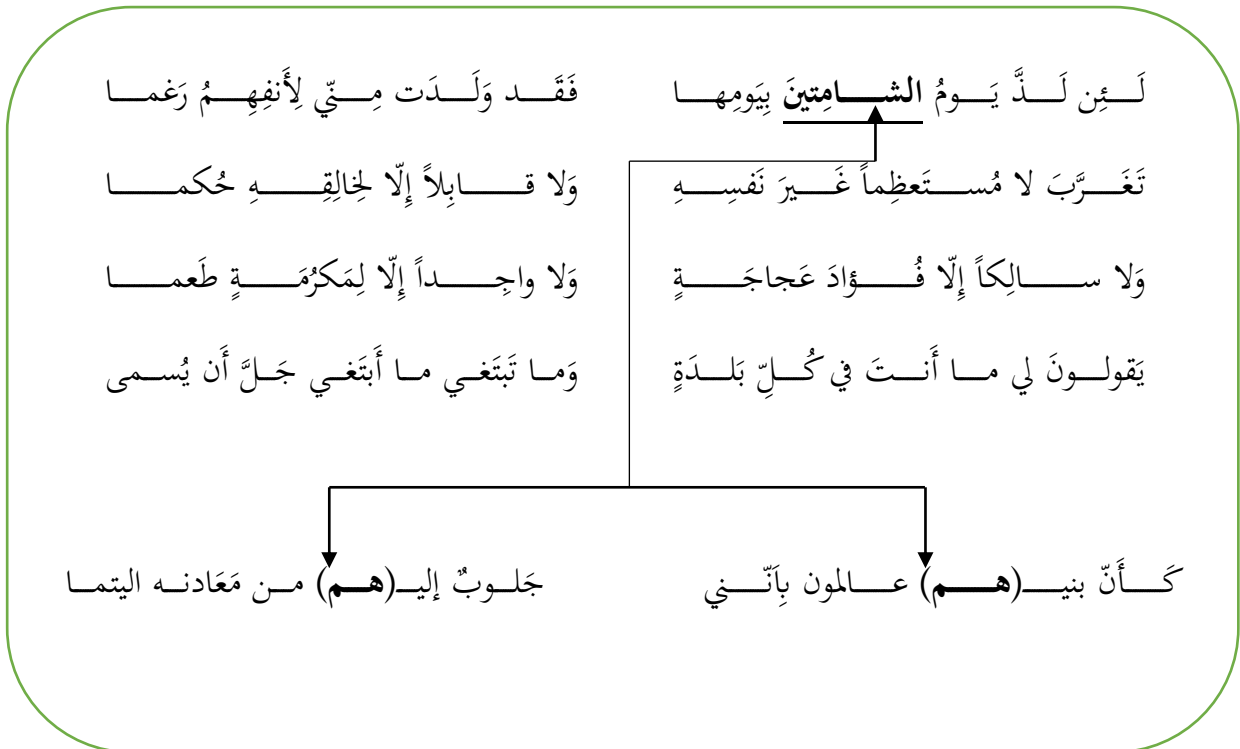 لَئِن لَذَّ يَومُ الشامِتينَ بِيَومِها فَقَد وَلَدَت مِنّي لِأَنفِهِمُ رَغما
تَغَرَّبَ لا مُستَعظِماً غَيرَ نَفسِهِ وَلا قابِلاً إِلّا لِخالِقِهِ حُكما
وَلا سالِكاً إِلّا فُؤادَ عَجاجَةٍ وَلا واجِداً إِلّا لِمَكرُمَةٍ طَعما
يَقولونَ لي ما أَنتَ في كُلِّ بَلدَةٍ وَما تَبتَغي ما أَبتَغي جَلَّ أَن يُسمى
كَأَنّ بنيـ(هم) عالمون بِاَنّني جَلوبٌ إليـ(هم) من مَعَادنه اليتما